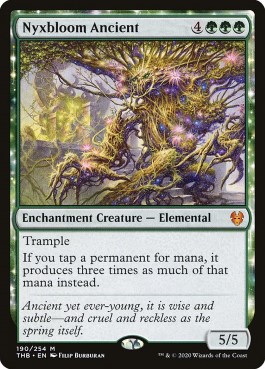 Nyxbloom Ancient 4
Enchantment Creature — Elemental
Trample
If you tap a permanent for mana, it
produces three times as much of that
mana instead.
Ancient yet ever-young, it is wise and
subtle—and cruel and reckless as the
spring itself.
5/5
190/254 M
THB • EN Filip Burburan
™ & © 2020 Wizards of the Coast